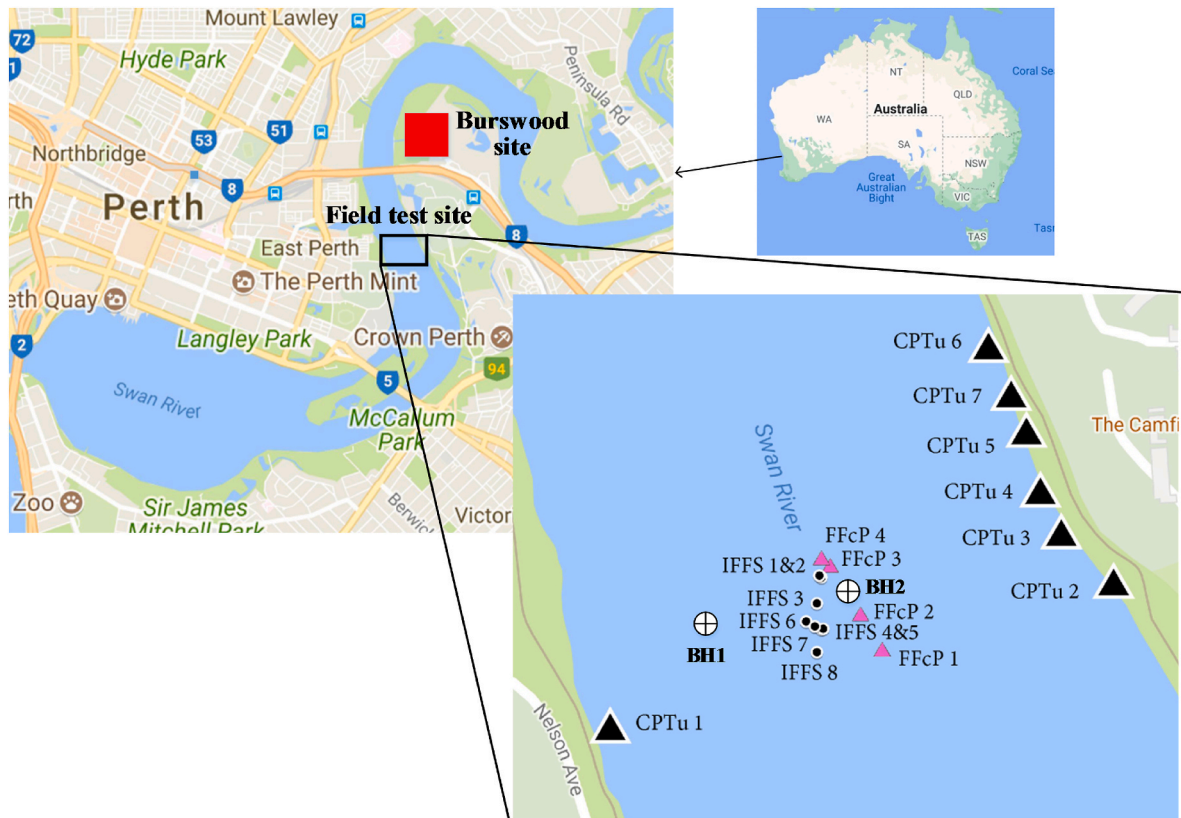 Mount Lawley
72
Hyde Park
1
51
53
Northbridge
8
Perth
rth
East Perth
The Perth Mint
eth Quay
Langley Park
Crown Perth
2
94
5
Swan River
McCallum
Park
Zoo
Sir James
Mitchell Park
Berwick
Victor
Peninsula Rd
8
Burswood
site
Field test site
NT
QLD
Coral Se
Australia
WA
SA
NSW
Great
Australian
Bight
VIC
TAS
Tasm
CPTu 6
CPTu 7
The Camfi
CPTu 5
CPTu 4
CPTu 3
CPTu 2
Swan River
FFcP 4
IFFS 1&2
FFcP 3
IFFS 3
BH2
FFcP 2
IFFS 6
IFFS 4&5
BH1
IFFS 7
FFcP 1
IFFS 8
CPTu 1
Nelson Ave